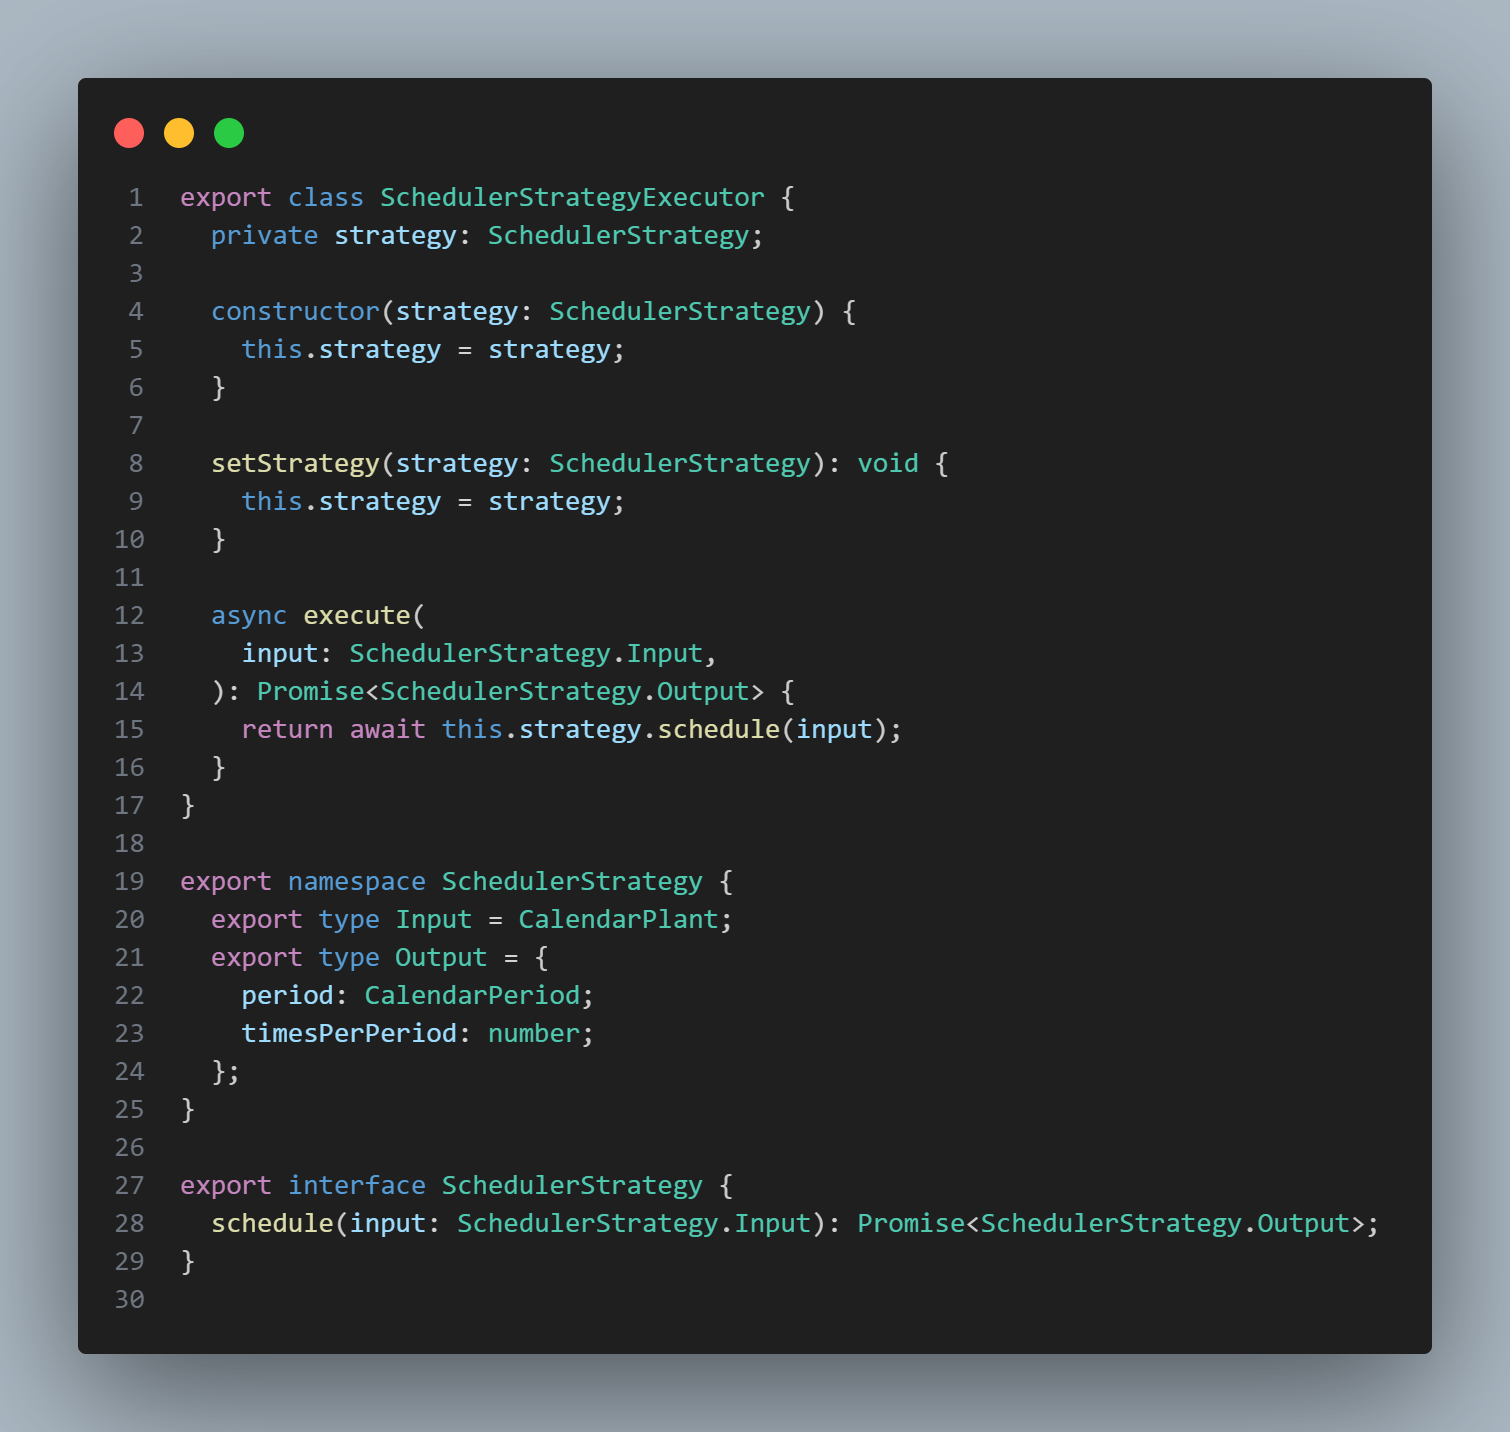 1 export class SchedulerStrategyExecutor {
2   private strategy: SchedulerStrategy;
3
4   constructor(strategy: SchedulerStrategy) {
5     this.strategy = strategy;
6   }
7
8   setStrategy(strategy: SchedulerStrategy): void {
9     this.strategy = strategy;
10   }
11
12   async execute(
13     input: SchedulerStrategy.Input,
14   ): Promise<SchedulerStrategy.Output> {
15     return await this.strategy.schedule(input);
16   }
17 }
18
19 export namespace SchedulerStrategy {
20   export type Input = CalendarPlant;
21   export type Output = {
22     period: CalendarPeriod;
23     timesPerPeriod: number;
24   };
25 }
26
27 export interface SchedulerStrategy {
28   schedule(input: SchedulerStrategy.Input): Promise<SchedulerStrategy.Output>;
29 }
30